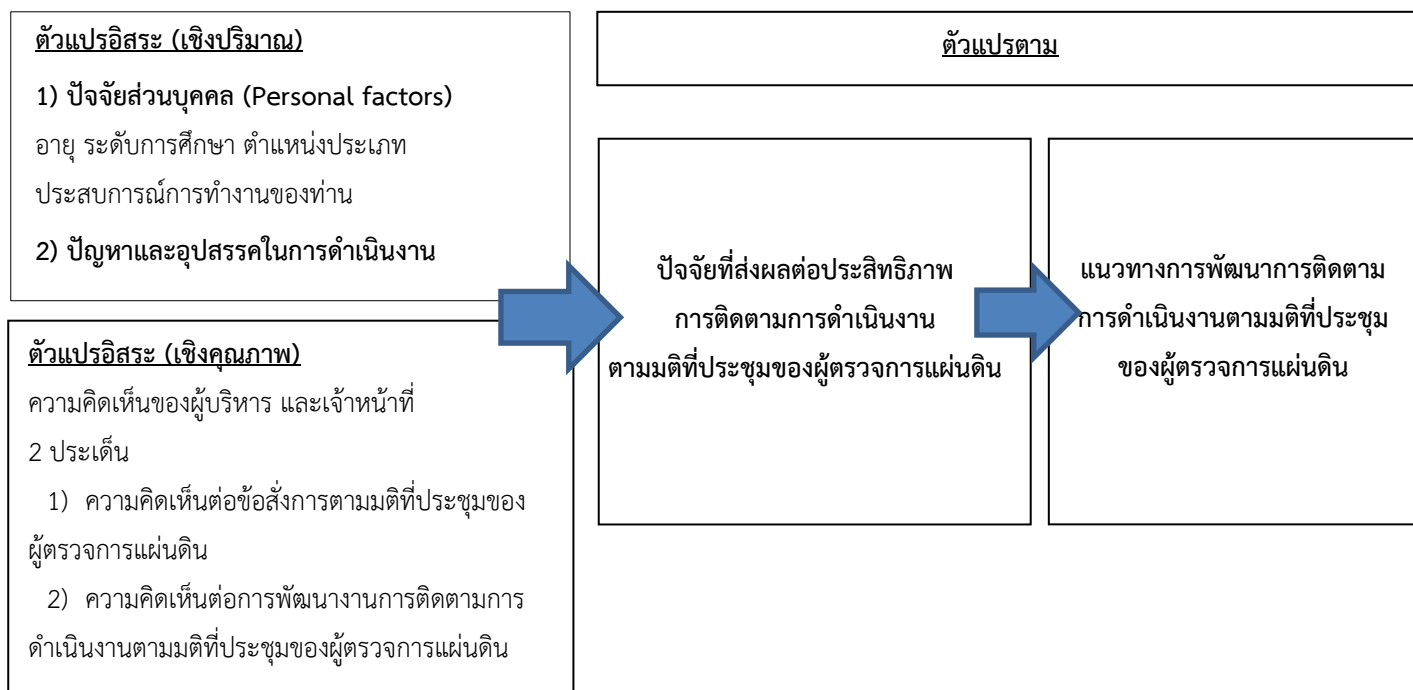 ตัวแปรอิสระ (เชิงปริมาณ)
1) ปัจจัยส่วนบุคคล (Personal factors)
อายุ ระดับการศึกษา ตำแหน่งประเภท
ประสบการณ์การทำงานของท่าน
2) ปัญหาและอุปสรรคในการดำเนินงาน
ตัวแปรอิสระ (เชิงคุณภาพ)
ความคิดเห็นของผู้บริหาร และเจ้าหน้าที่
2 ประเด็น
1) ความคิดเห็นต่อข้อสั่งการตามมติที่ประชุมของ
ผู้ตรวจการแผ่นดิน
2) ความคิดเห็นต่อการพัฒนางานการติดตามการ
ดำเนินงานตามมติที่ประชุมของผู้ตรวจการแผ่นดิน
ตัวแปรตาม
ปัจจัยที่ส่งผลต่อประสิทธิภาพ
การติดตามการดำเนินงาน
ตามมติที่ประชุมของผู้ตรวจการแผ่นดิน
แนวทางการพัฒนาการติดตาม
การดำเนินงานตามมติที่ประชุม
ของผู้ตรวจการแผ่นดิน